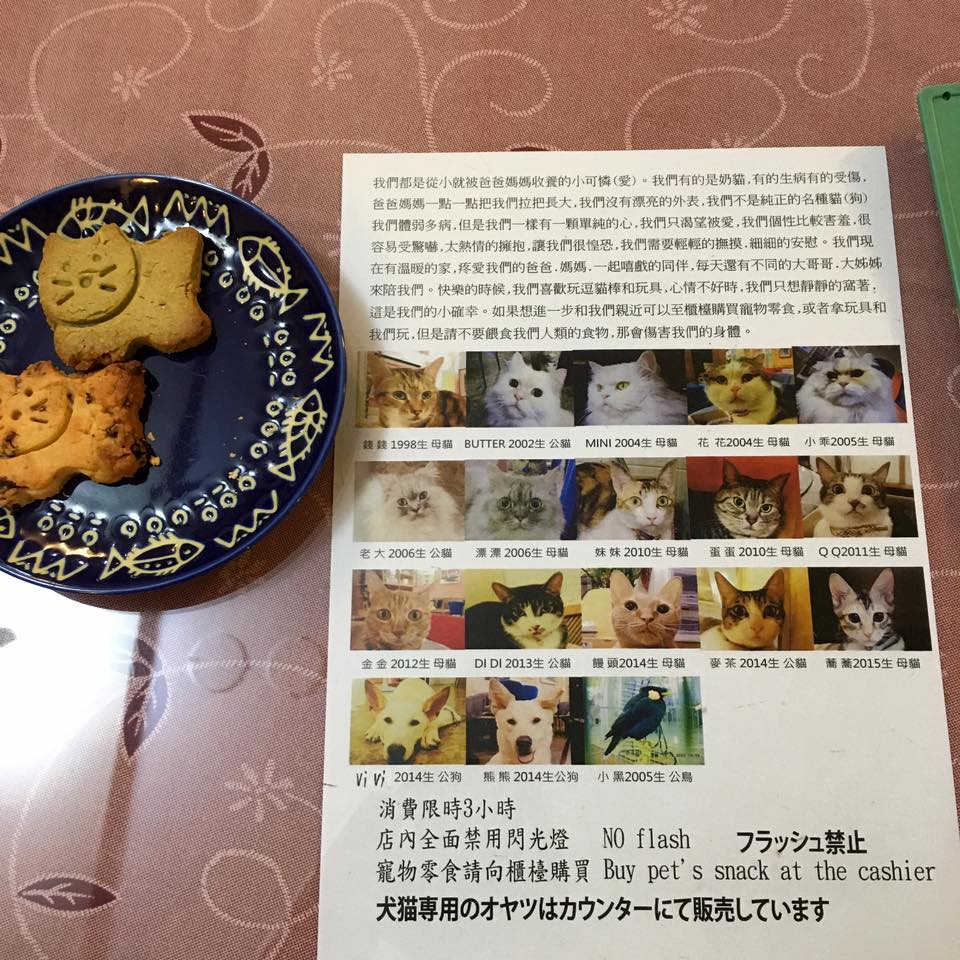 我們都是從小就被爸爸媽媽收養的小可憐(愛)。我們有的是奶貓,有的生病有的受傷,
爸爸媽媽一點一點把我們拉把長大,我們沒有漂亮的外表,我們不是純正的名種貓(狗)
我們體弱多病,但是我們一樣有一顆單純的心,我們只渴望被愛,我們個性比較害羞,很
容易受驚嚇,太熱情的擁抱,讓我們很惶恐,我們需要輕輕的撫摸,細細的安慰。我們現
在有溫暖的家,疼愛我們的爸爸.媽媽.一起嘻戲的同伴,每天還有不同的大哥哥.大姊姊
來陪我們。快樂的時候,我們喜歡玩逗貓棒和玩具,心情不好時,我們只想靜靜的窩著;
這是我們的小確幸。如果想進一步和我們親近可以至櫃檯購買寵物零食,或者拿玩具和
我們玩,但是請不要餵食我們人類的食物,那會傷害我們的身體。
錢 錢 1998生 母貓 BUTTER 2002生 公貓 MINI 2004生 母貓 花 花2004生 母貓 小 乖2005生 母貓
老 大 2006生 公貓 漂 漂 2006生 母貓 妹 妹 2010生 母貓 蛋 蛋 2010生 母貓 Q Q2011生 母貓
金 金 2012生 母貓 DI DI 2013生 公貓 饅 頭2014生 母貓 麥 茶 2014生 公貓 蕎 蕎2015生 母貓
Vi Vi 2014生 公狗 熊 熊 2014生公狗 小 黑2005生 公鳥
消費限時3小時
店內全面禁用閃光燈 NO flash フラッシュ禁止
寵物零食請向櫃檯購買 Buy pet's snack at the cashier
犬猫専用のオヤツはカウンターにて販売しています